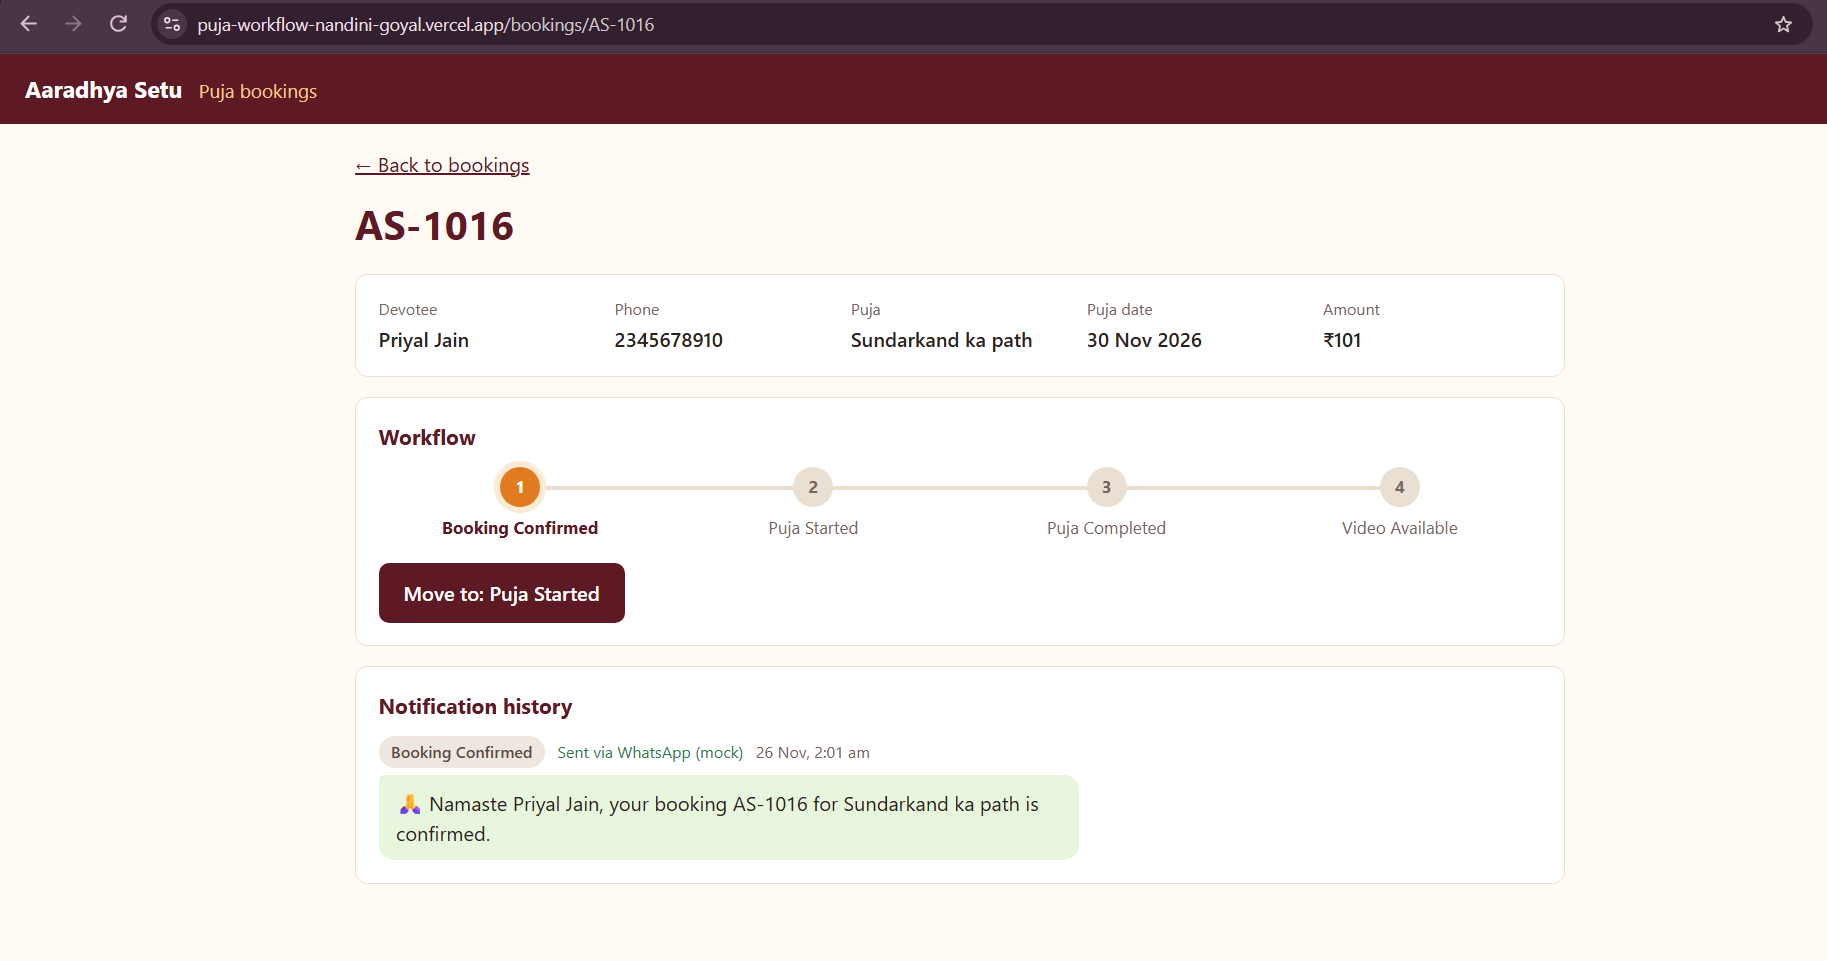 puja-workflow-nandini-goyal.vercel.app/bookings/AS-1016
Aaradhya Setu Puja bookings
← Back to bookings
AS-1016
Devotee Phone Puja Puja date Amount
Priyal Jain 2345678910 Sundarkand ka path 30 Nov 2026 ₹101
Workflow
1 2 3 4
Booking Confirmed Puja Started Puja Completed Video Available
Move to: Puja Started
Notification history
Booking Confirmed Sent via WhatsApp (mock) 26 Nov, 2:01 am
🙏 Namaste Priyal Jain, your booking AS-1016 for Sundarkand ka path is
confirmed.